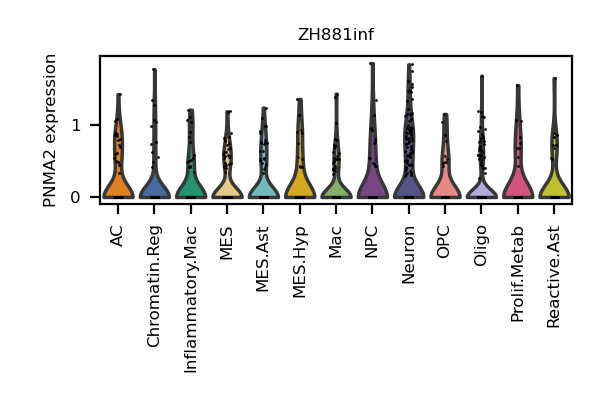 ZH881inf
PNMA2 expression
1
0
AC
Chromatin.Reg
Inflammatory.Mac
MES
MES.Ast
MES.Hyp
Mac
NPC
Neuron
OPC
Oligo
Prolif.Metab
Reactive.Ast